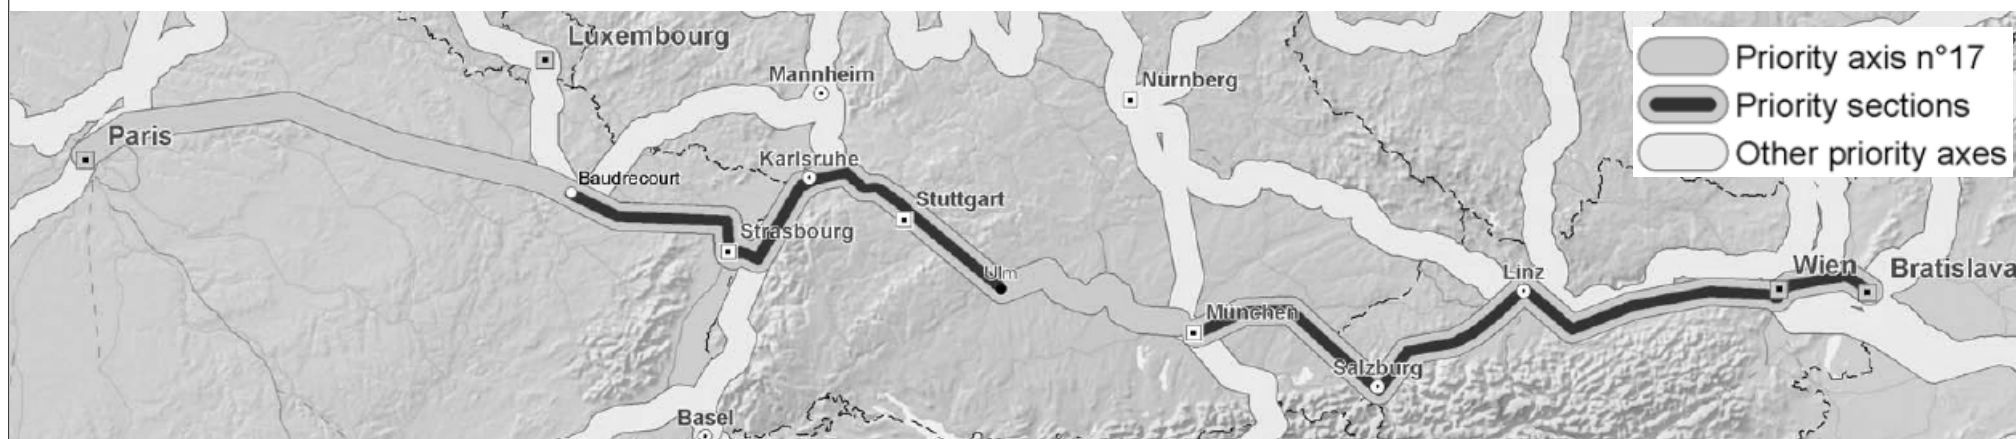 Luxembourg
Mannheim
Nürnberg
Priority axis n°17
Priority sections
Other priority axes
Paris
Karlsruhe
Baudrecourt
Stuttgart
Strasbourg
Ulm
Linz
Wien
Bratislava
München
Salzburg
Basel